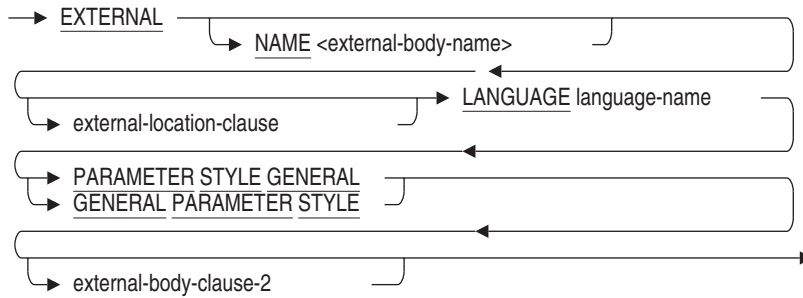 EXTERNAL
NAME <external-body-name>
external-location-clause
LANGUAGE language-name
PARAMETER STYLE GENERAL
GENERAL PARAMETER STYLE
external-body-clause-2